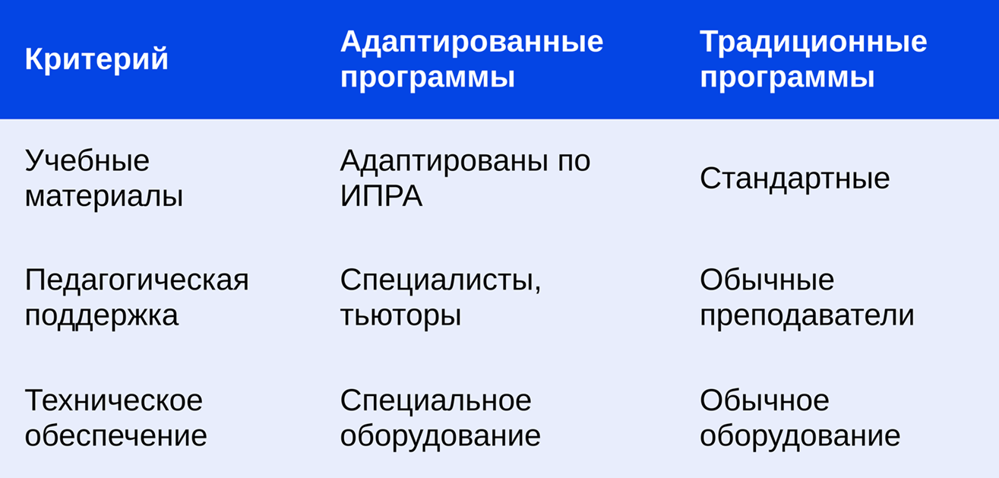 Критерий
Адаптированные
программы
Традиционные
программы
Учебные
материалы
Адаптированы по
ИПРА
Стандартные
Педагогическая
поддержка
Специалисты,
тьюторы
Обычные
преподаватели
Техническое
обеспечение
Специальное
оборудование
Обычное
оборудование